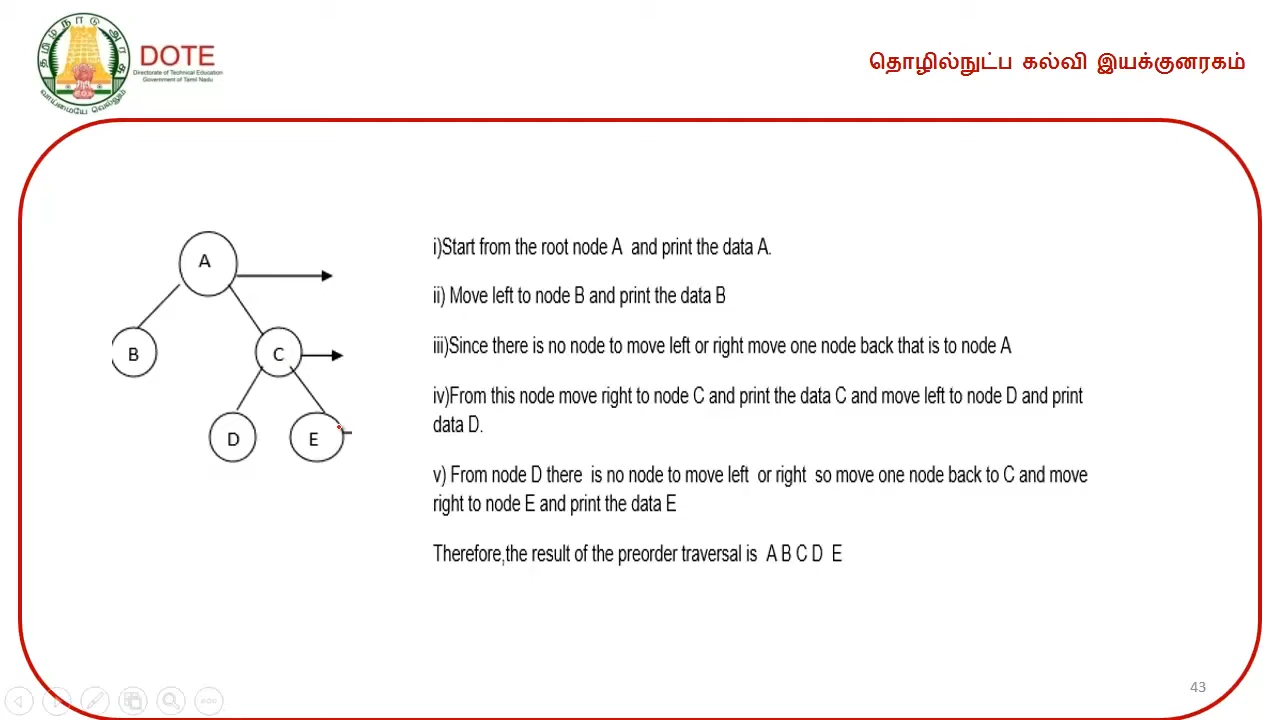 தமிழ்நாடு அரசு
வாய்மையே வெல்லும்
DOTE
Directorate of Technical Education
Government of Tamil Nadu
தொழில்நுட்ப கல்வி இயக்குனரகம்
A
B
C
D
E
i)Start from the root node A and print the data A.
ii) Move left to node B and print the data B
iii)Since there is no node to move left or right move one node back that is to node A
iv)From this node move right to node C and print the data C and move left to node D and print
data D.
v) From node D there is no node to move left or right so move one node back to C and move
right to node E and print the data E
Therefore,the result of the preorder traversal is A B C D E
43